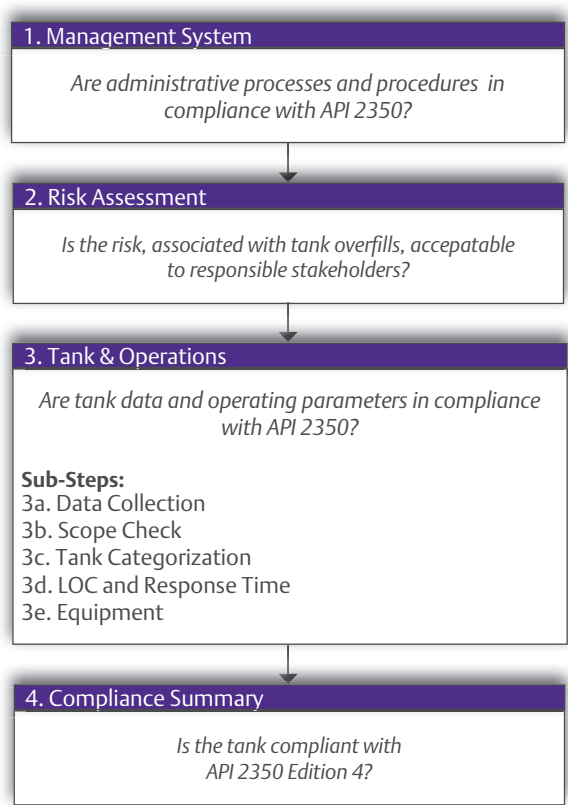 1. Management System
Are administrative processes and procedures in
compliance with API 2350?
2. Risk Assessment
Is the risk, associated with tank overfills, accepatable
to responsible stakeholders?
3. Tank & Operations
Are tank data and operating parameters in compliance
with API 2350?
Sub-Steps:
3a. Data Collection
3b. Scope Check
3c. Tank Categorization
3d. LOC and Response Time
3e. Equipment
4. Compliance Summary
Is the tank compliant with
API 2350 Edition 4?